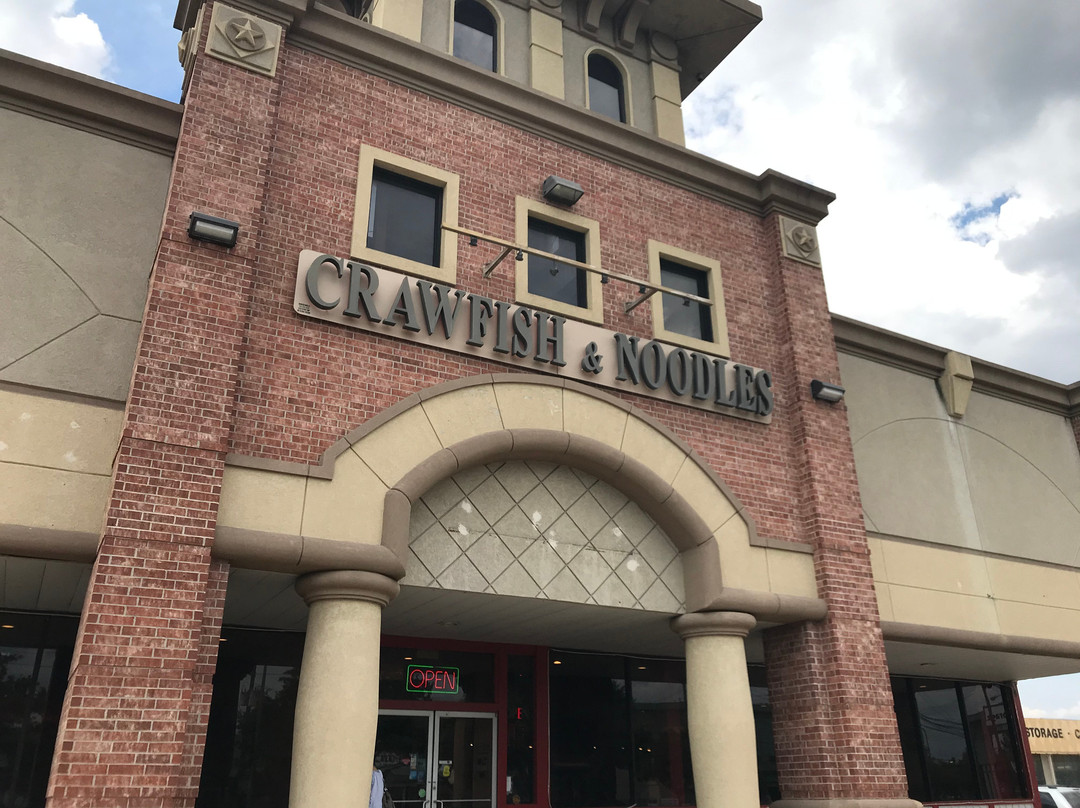 CRAWFISH & NOODLES
OPEN
STORAGE · C